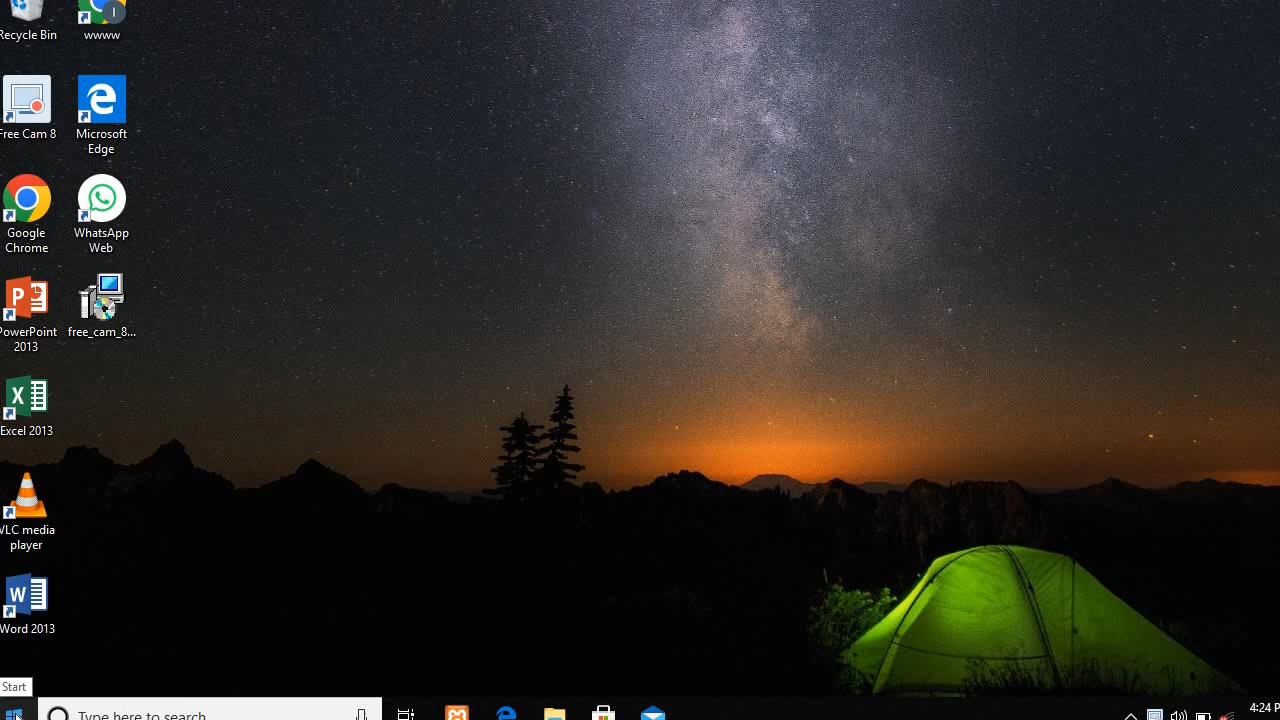 Recycle Bin
wwww
Free Cam 8
Microsoft
Edge
Google
Chrome
WhatsApp
Web
PowerPoint
2013
free_cam_8...
Excel 2013
VLC media
player
Word 2013
Start
Type here to search
4:24 P